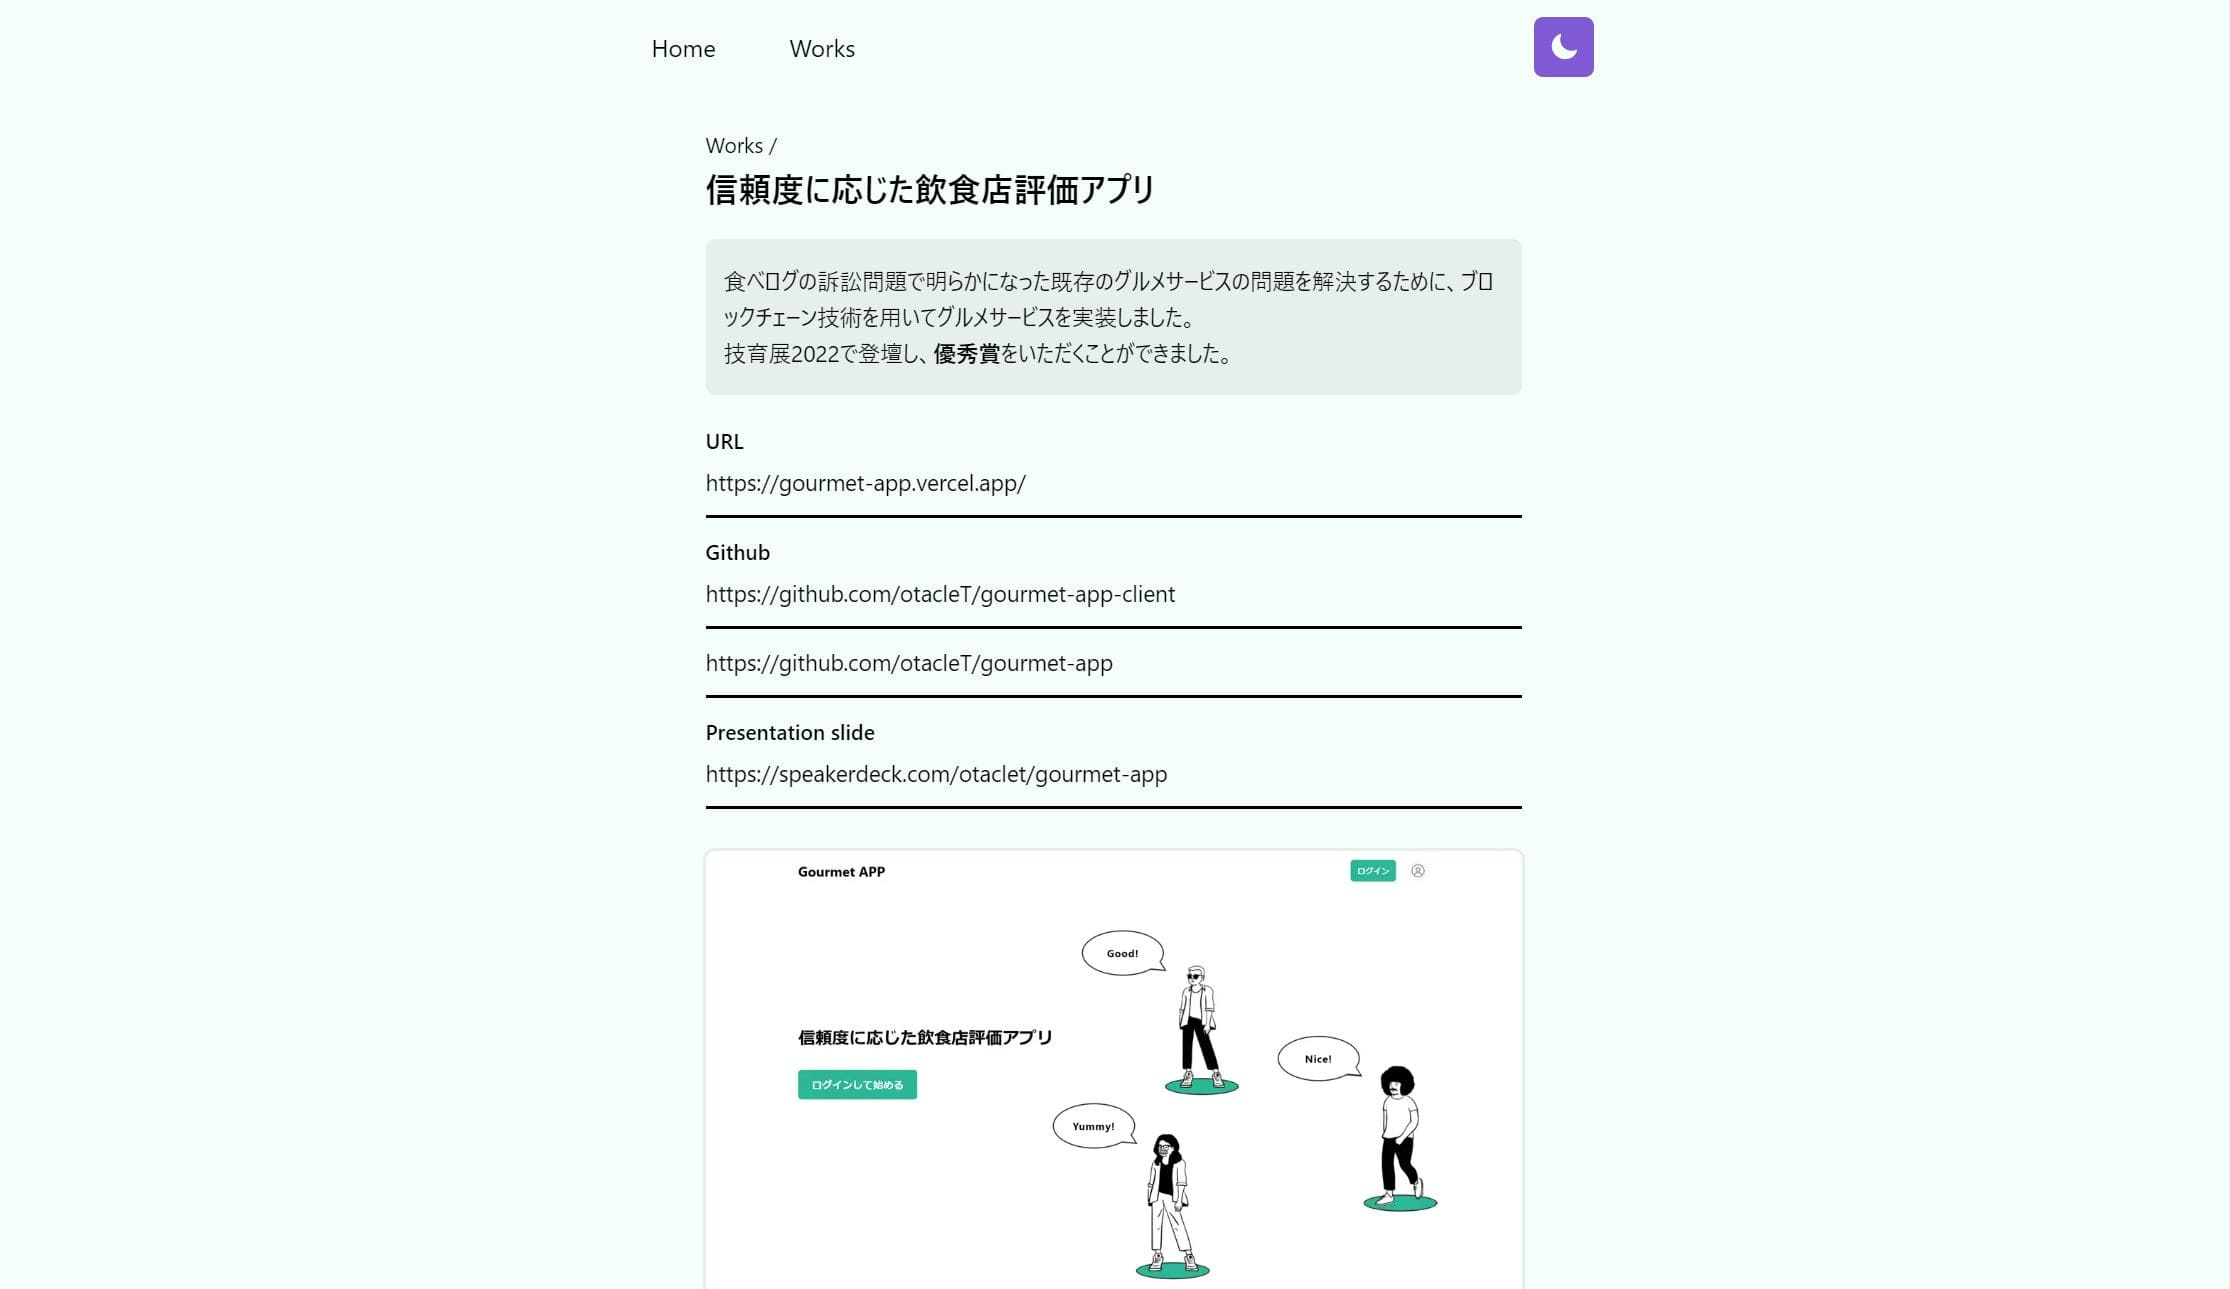 Home Works
Works /
信頼度に応じた飲食店評価アプリ
食べログの訴訟問題で明らかになった既存のグルメサービスの問題を解決するために、ブロ
ックチェーン技術を用いてグルメサービスを実装しました。
技育展2022で登壇し、優秀賞をいただくことができました。
URL
https://gourmet-app.vercel.app/
Github
https://github.com/otacleT/gourmet-app-client
https://github.com/otacleT/gourmet-app
Presentation slide
https://speakerdeck.com/otaclet/gourmet-app
Gourmet APP ログイン
Good!
信頼度に応じた飲食店評価アプリ
Nice!
ログインして始める
Yummy!